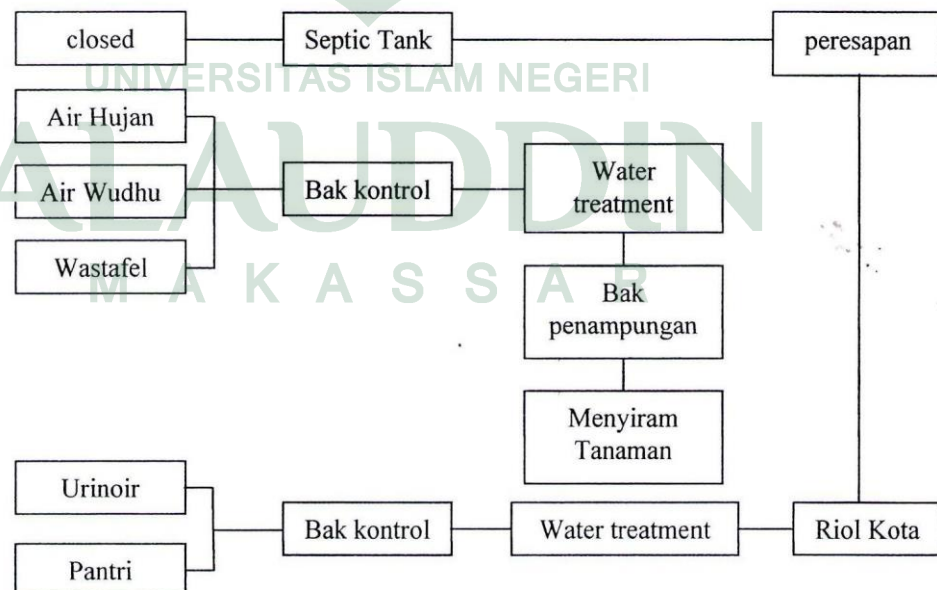 closed
Septic Tank
peresapan
UNIVERSITAS ISLAM NEGERI
Air Hujan
ALAUDDIN
Air Wudhu
Bak kontrol
Water
treatment
Wastafel
MAKASSAR
Bak
penampungan
Menyiram
Tanaman
Urinoir
Bak kontrol
Water treatment
Riol Kota
Pantri